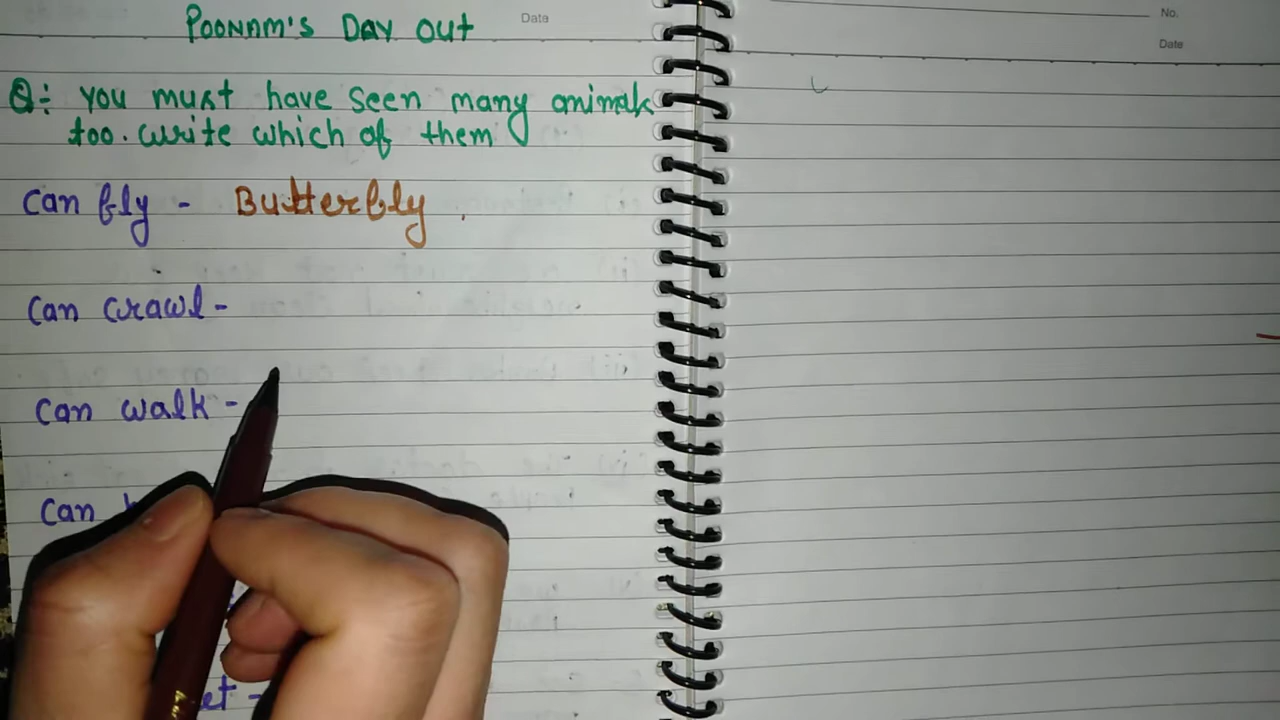 POONAM'S DAY OUT
Date
No.
Date
Q÷ you must have seen many animals
too. write which of them
can fly - Butterfly .
can crawl-
can walk -
can